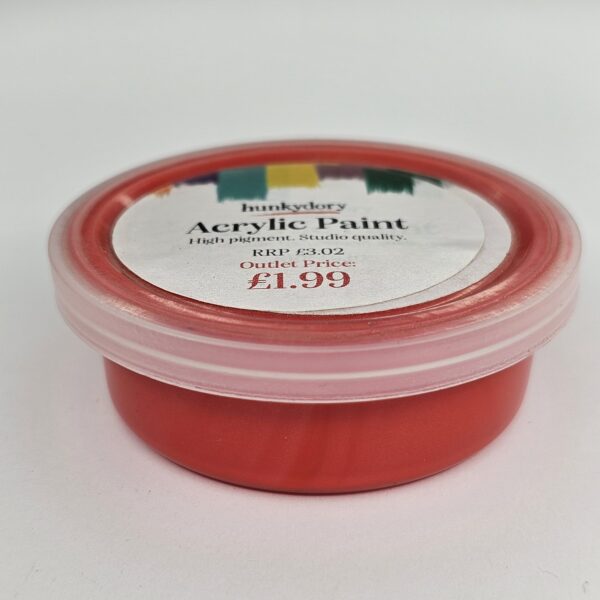 hunkydory
Acrylic Paint
High pigment. Studio quality.
RRP £3.02
Outlet Price:
£1.99